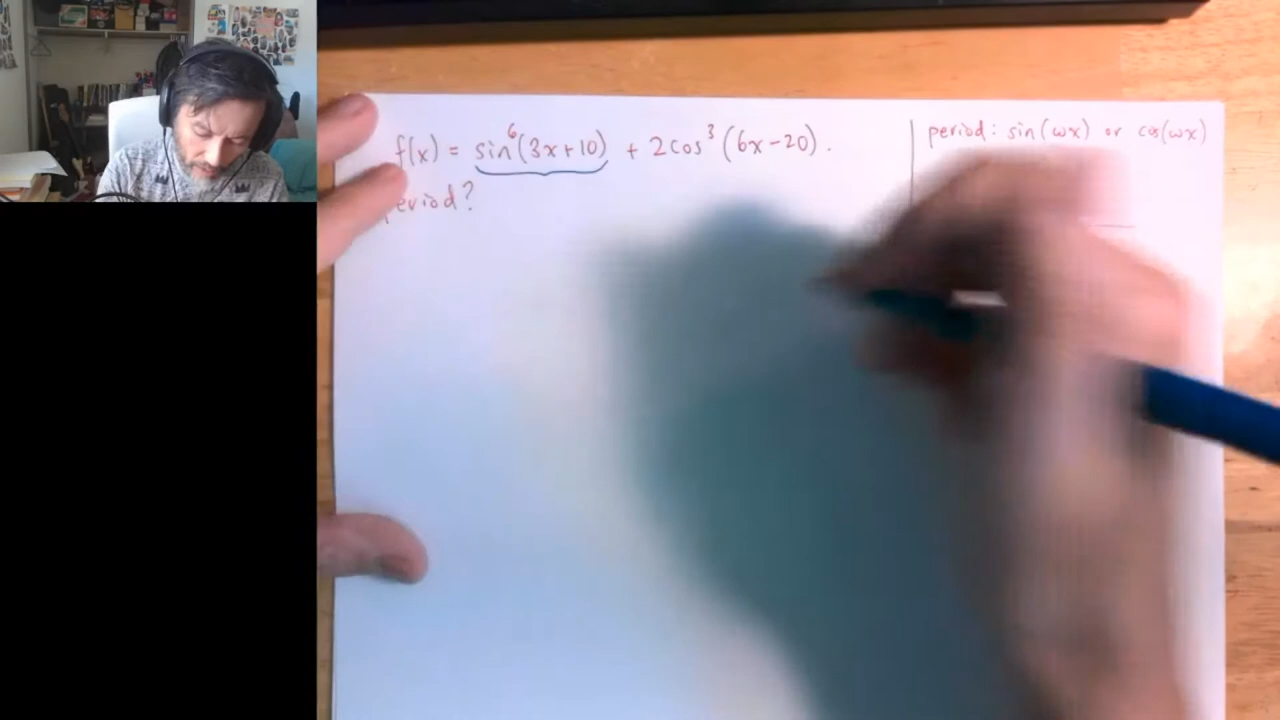 f(x) = sin⁶(3x+10) + 2cos³(6x-20).
period?
period: sin(ωx) or cos(ωx)